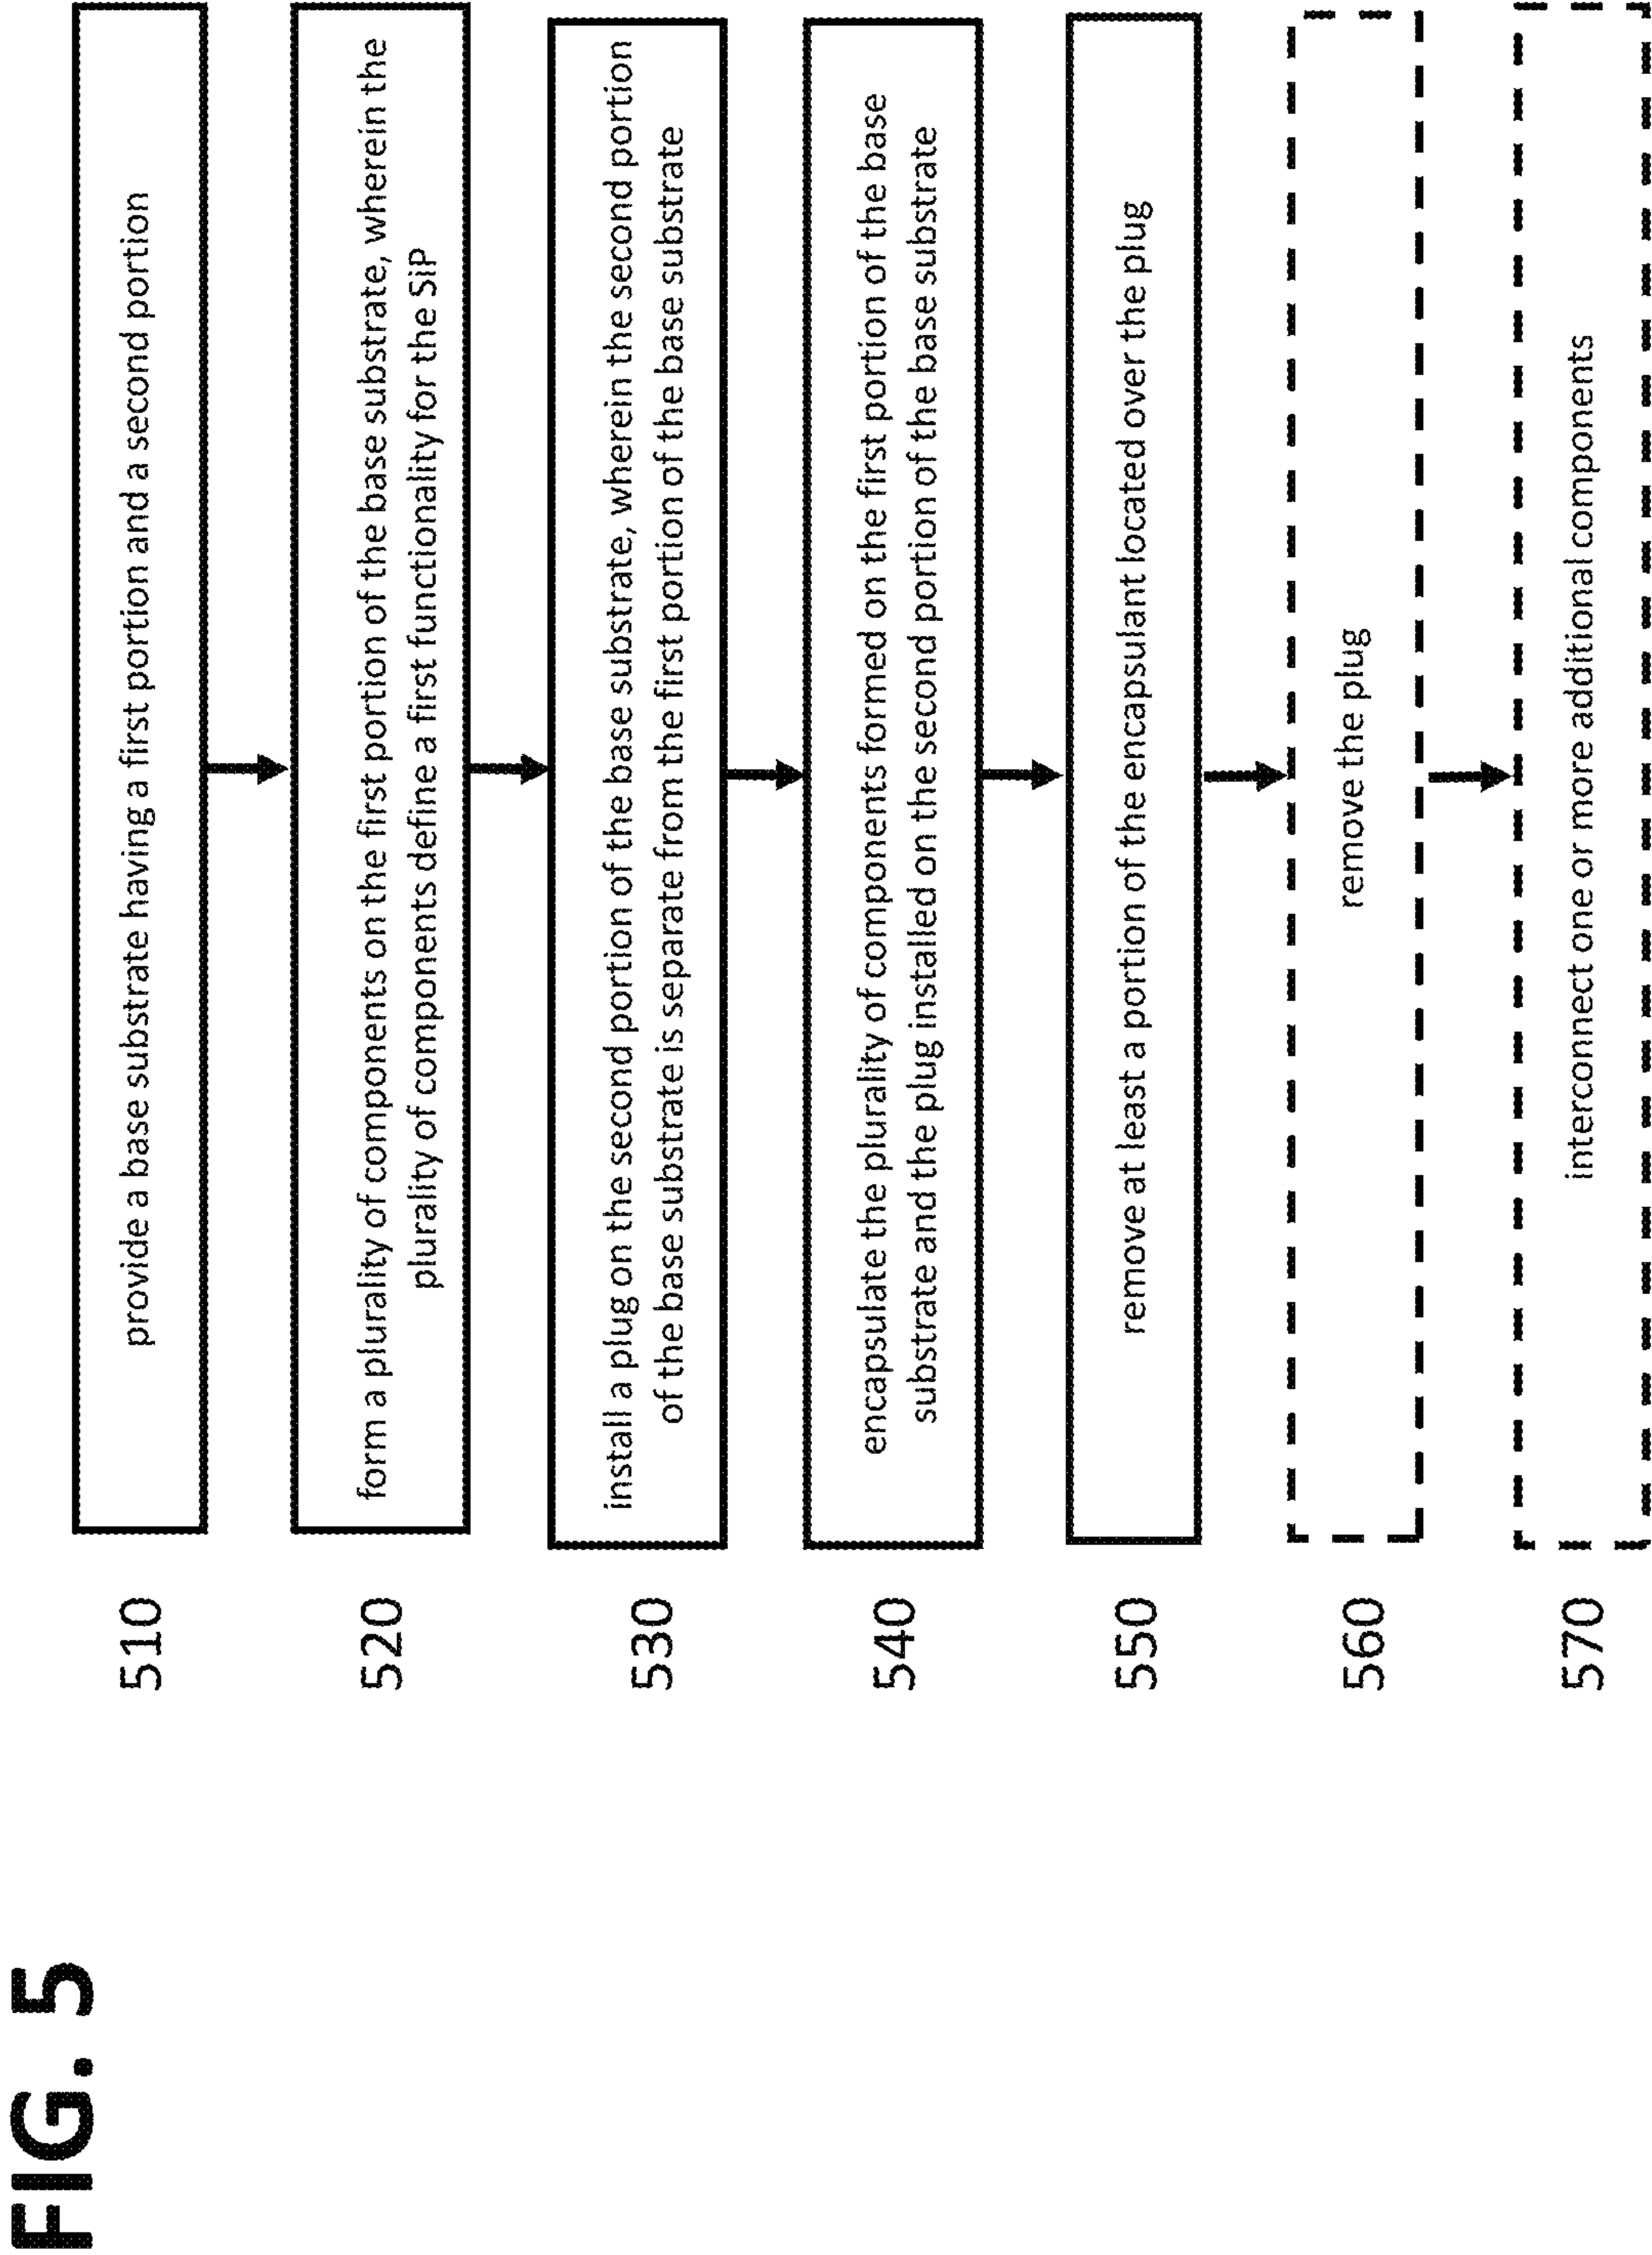 FIG. 5
510
provide a base substrate having a first portion and a second portion
520
form a plurality of components on the first portion of the base substrate, wherein the
plurality of components define a first functionality for the SiP
530
install a plug on the second portion of the base substrate, wherein the second portion
of the base substrate is separate from the first portion of the base substrate
540
encapsulate the plurality of components formed on the first portion of the base
substrate and the plug installed on the second portion of the base substrate
550
remove at least a portion of the encapsulant located over the plug
560
remove the plug
570
interconnect one or more additional components